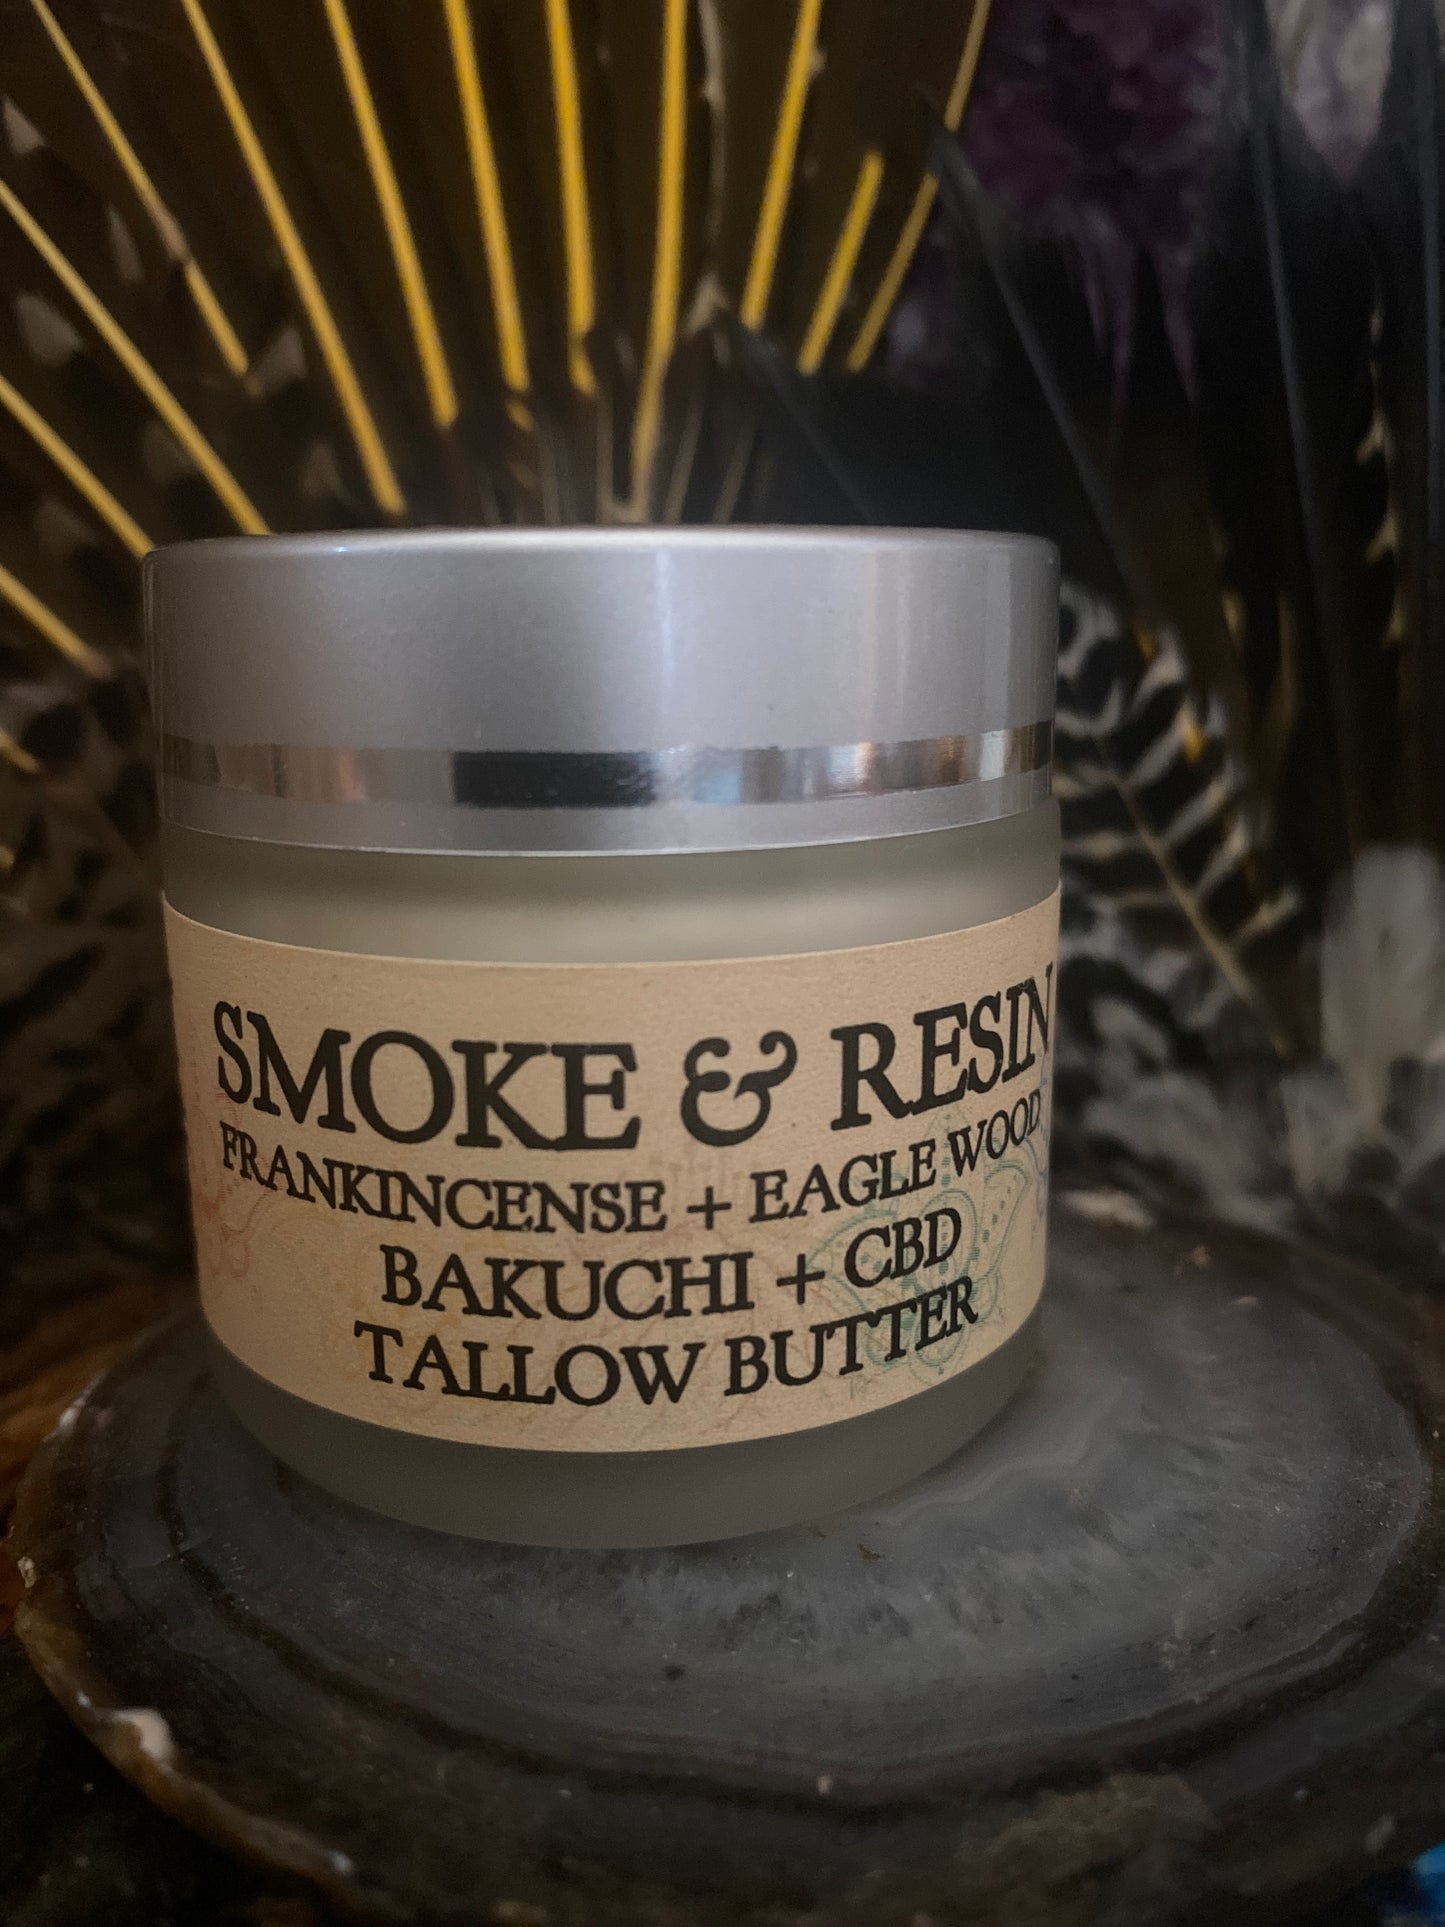 SMOKE & RESIN
FRANKINCENSE + EAGLE WOOD
BAKUCHI + CBD
TALLOW BUTTER